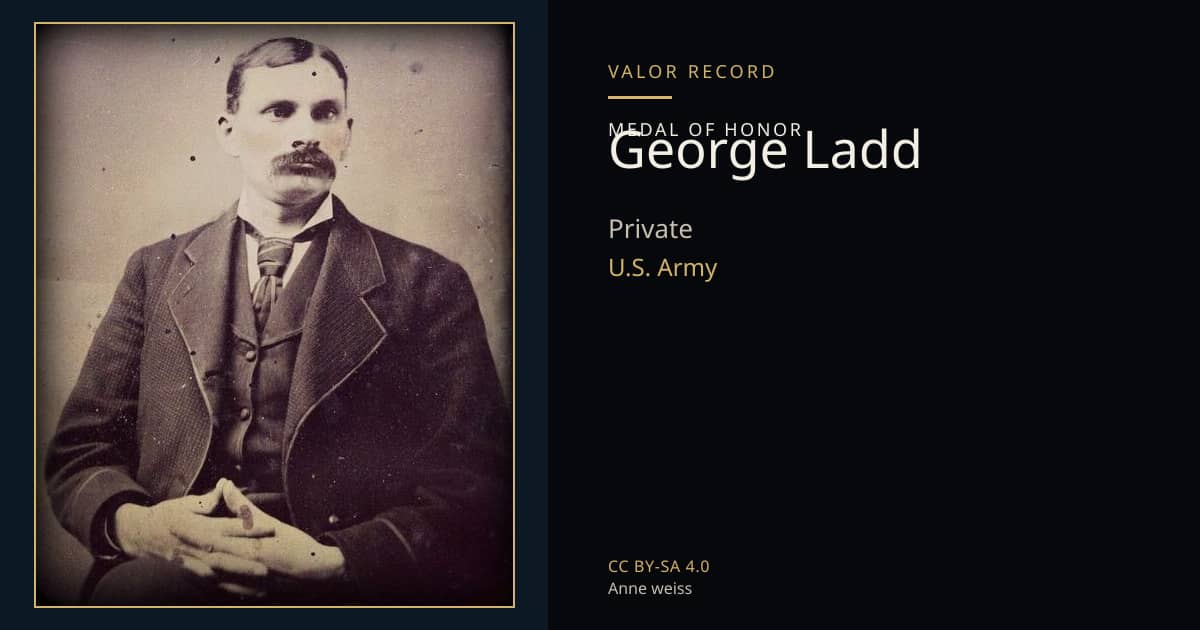 VALOR RECORD
MEDAL OF HONOR
George Ladd
Private
U.S. Army
CC BY-SA 4.0
Anne weiss